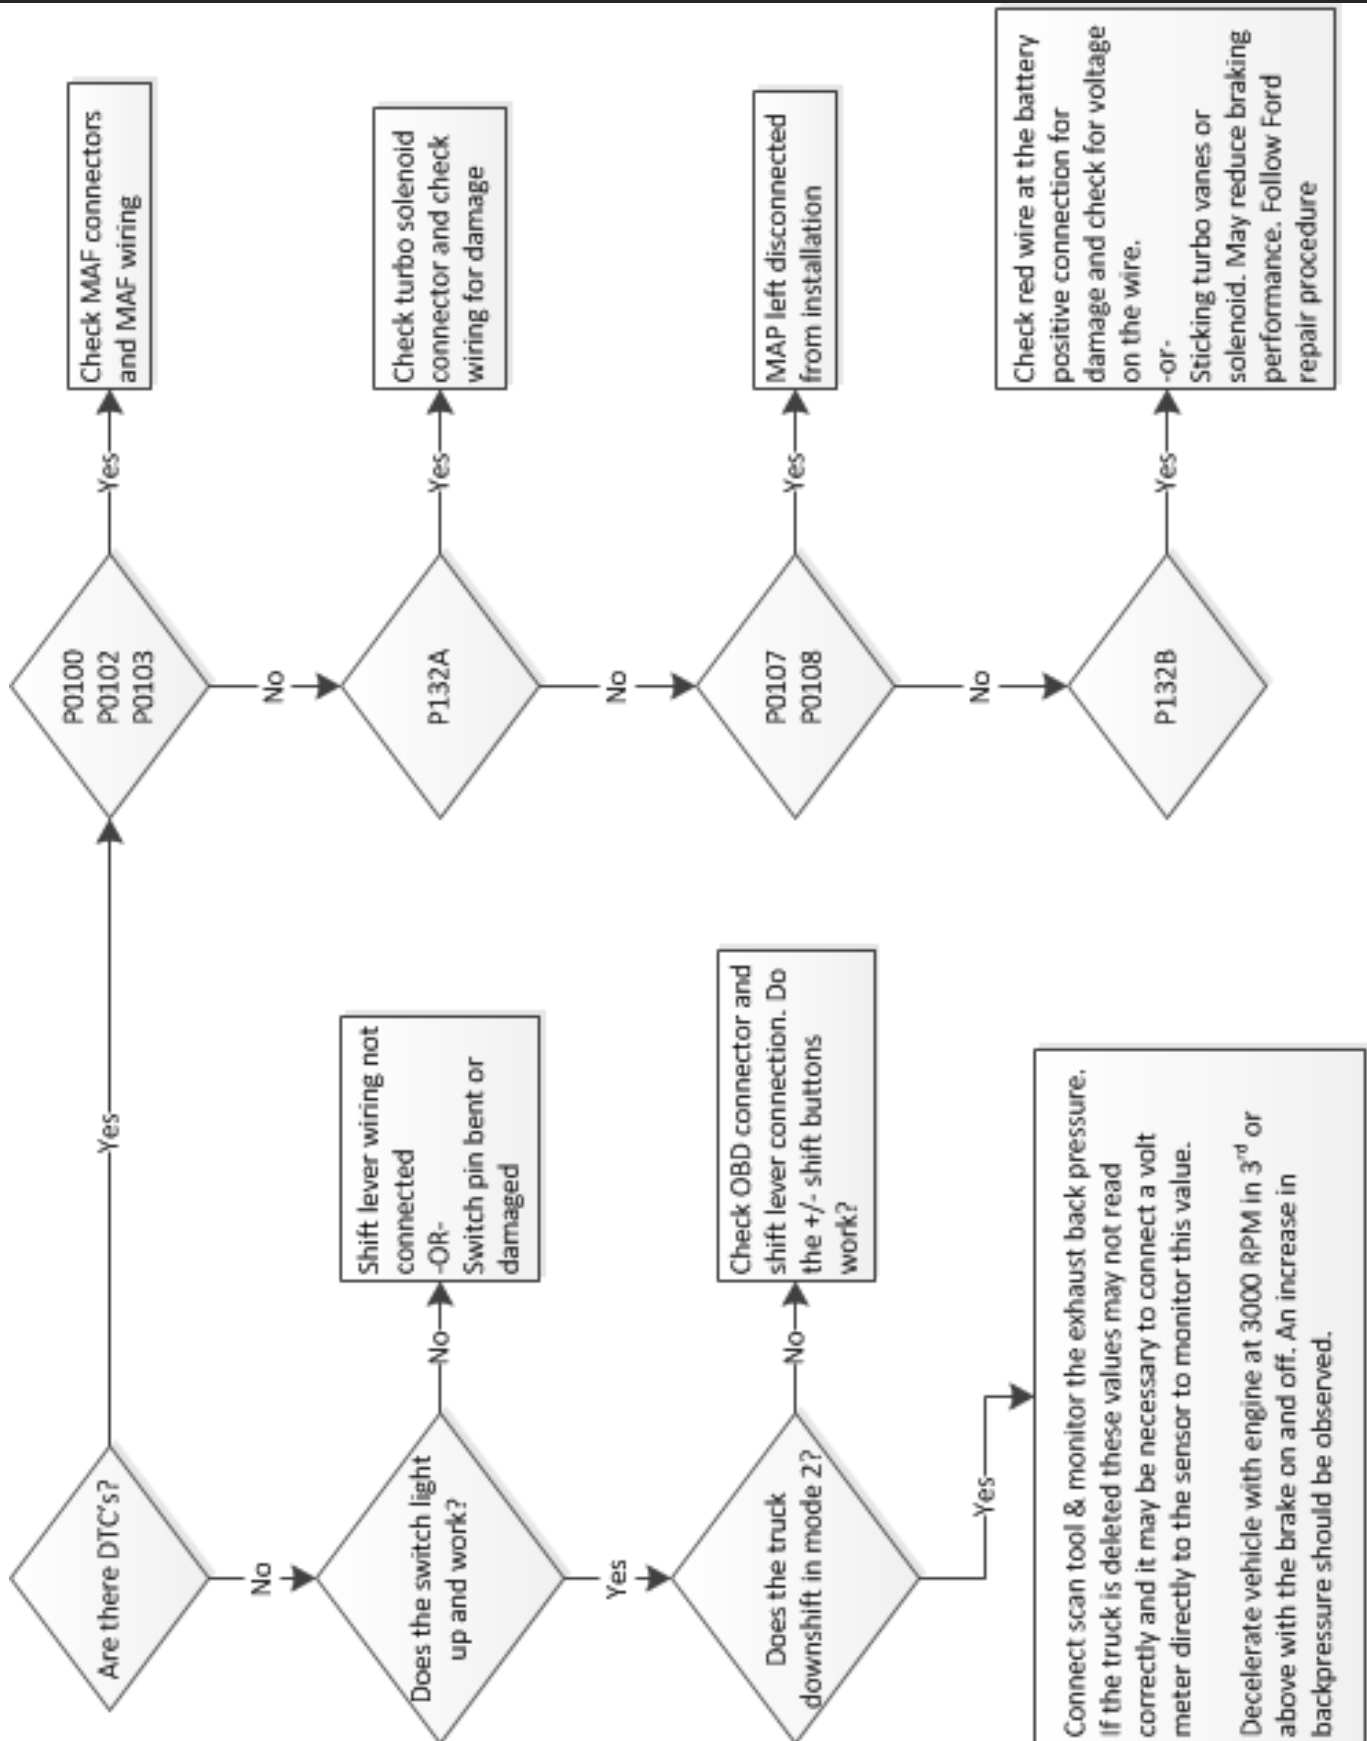 Are there DTC's?
Yes
P0100
P0102
P0103
Yes
Check MAF connectors
and MAF wiring
No
No
Does the switch light
up and work?
No
Shift lever wiring not
connected
-OR-
Switch pin bent or
damaged
P132A
Yes
Check turbo solenoid
connector and check
wiring for damage
Yes
No
Does the truck
downshift in mode 2?
No
Check OBD connector and
shift lever connection. Do
the +/- shift buttons
work?
P0107
P0108
Yes
MAP left disconnected
from installation
Yes
No
Connect scan tool & monitor the exhaust back pressure.
If the truck is deleted these values may not read
correctly and it may be necessary to connect a volt
meter directly to the sensor to monitor this value.
Decelerate vehicle with engine at 3000 RPM in 3rd or
above with the brake on and off. An increase in
backpressure should be observed.
P132B
Yes
Check red wire at the battery
positive connection for
damage and check for voltage
on the wire.
-or-
Sticking turbo vanes or
solenoid. May reduce braking
performance. Follow Ford
repair procedure